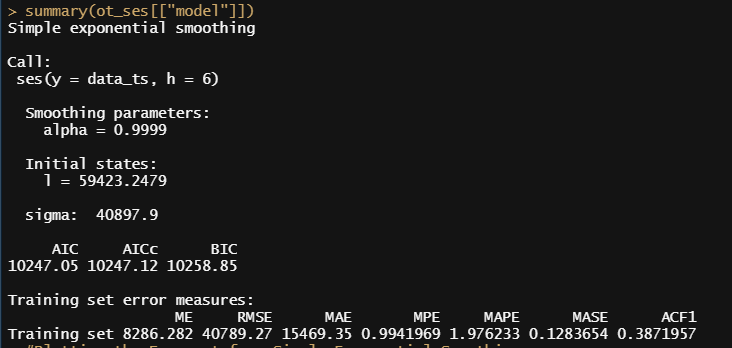 > summary(ot_ses[["model"]])
Simple exponential smoothing
Call:
ses(y = data_ts, h = 6)
Smoothing parameters:
alpha = 0.9999
Initial states:
l = 59423.2479
sigma: 40897.9
AIC AICc BIC
10247.05 10247.12 10258.85
Training set error measures:
ME RMSE MAE MPE MAPE MASE ACF1
Training set 8286.282 40789.27 15469.35 0.9941969 1.976233 0.1283654 0.3871957